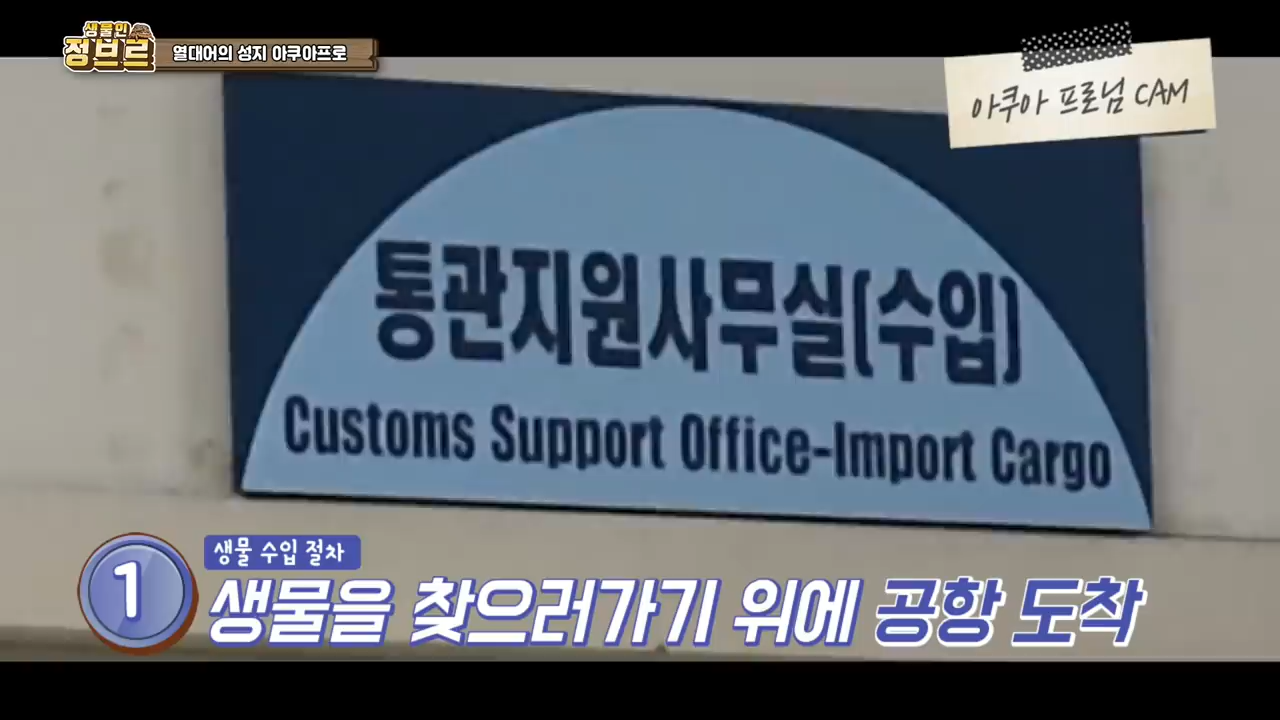 생물인
정브르
열대어의 성지 아쿠아프로
아쿠아 프로님 CAM
통관지원사무실(수입)
Customs Support Office-Import Cargo
1
생물 수입 절차
생물을 찾으러가기 위에 공항 도착